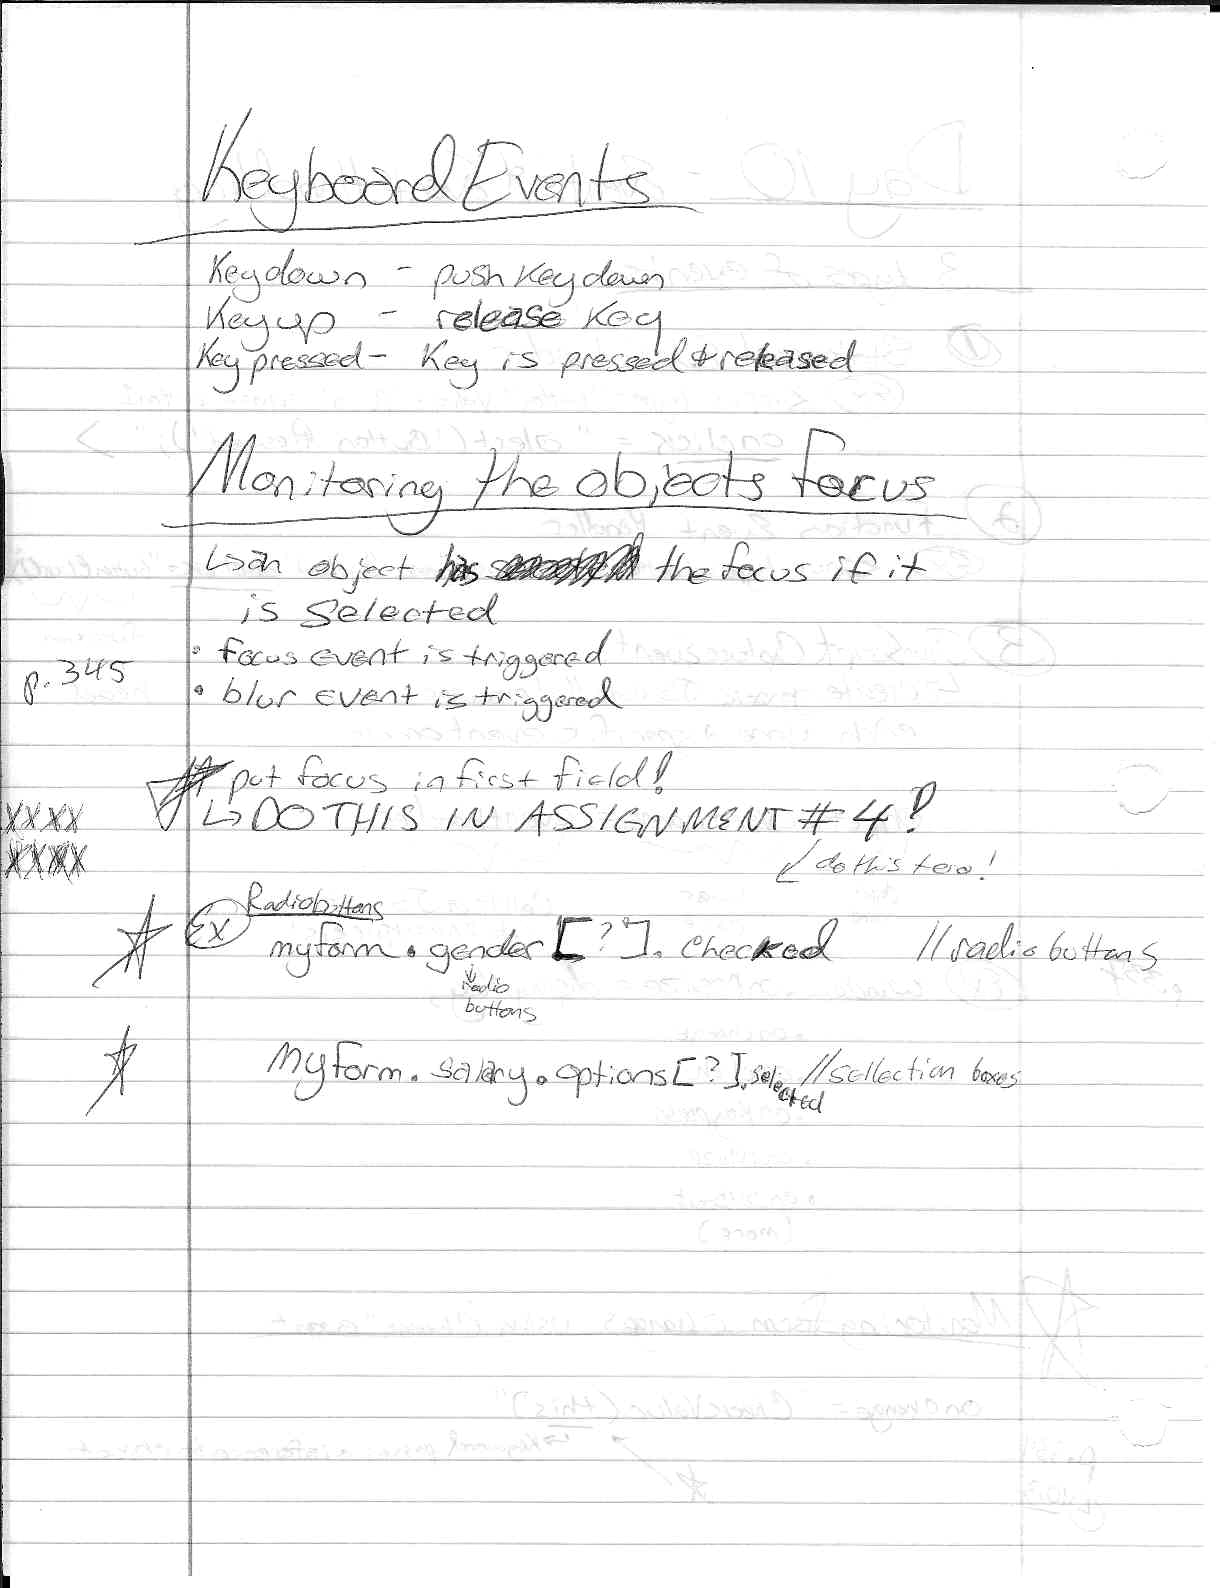 Keyboard Events
Keydown - push key down
Keyup - release key
Key pressed - Key is pressed & released
Monitoring the objects focus
↳ an object has the focus if it
is selected
• focus event is triggered
p. 345
• blur event is triggered
put focus in first field!
XXXX ↳ DO THIS IN ASSIGNMENT # 4!
XXXX
↙ do this too!
Radio buttons
Ex myform.gender[?].checked //radio buttons
↓ radio
buttons
Myform.salary.options[?].selected //sellection boxes